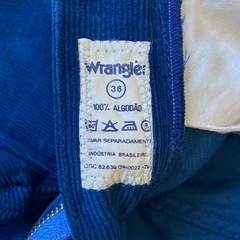 Wrangler
36
100% ALGODÃO
LAVAR SEPARADAMENTE
INDÚSTRIA BRASILEIRA